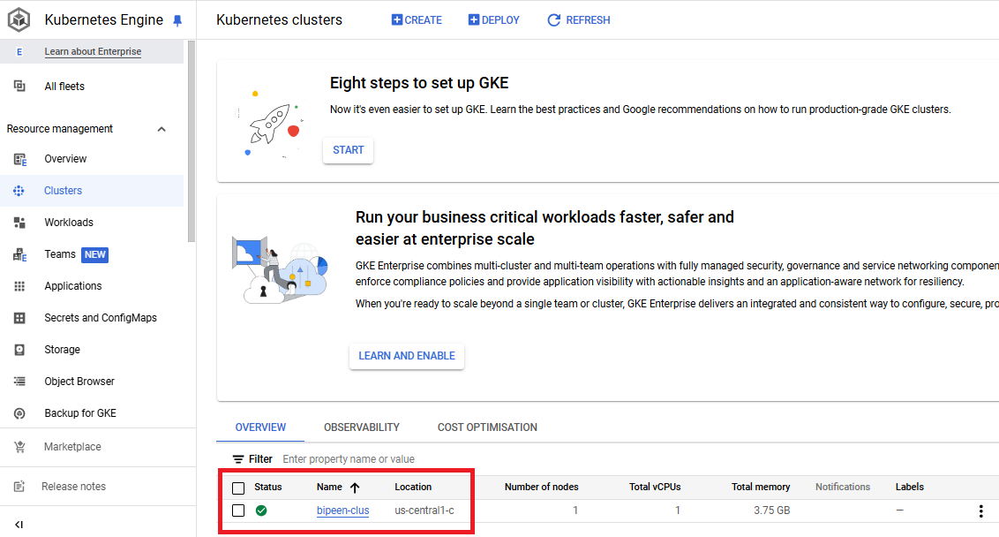 Kubernetes Engine
Kubernetes clusters
CREATE
DEPLOY
REFRESH
E
Learn about Enterprise
All fleets
Resource management
Overview
Clusters
Workloads
Teams NEW
Applications
Secrets and ConfigMaps
Storage
Object Browser
Backup for GKE
Marketplace
Release notes
Eight steps to set up GKE
Now it's even easier to set up GKE. Learn the best practices and Google recommendations on how to run production-grade GKE clusters.
START
Run your business critical workloads faster, safer and
easier at enterprise scale
GKE Enterprise combines multi-cluster and multi-team operations with fully managed security, governance and service networking componen
enforce compliance policies and provide application visibility with actionable insights and an application-aware network for resiliency.
When you're ready to scale beyond a single team or cluster, GKE Enterprise delivers an integrated and consistent way to configure, secure, pro
LEARN AND ENABLE
OVERVIEW OBSERVABILITY COST OPTIMISATION
Filter Enter property name or value
Status Name Location Number of nodes Total vCPUs Total memory Notifications Labels
bipeen-clus us-central1-c 1 1 3.75 GB —